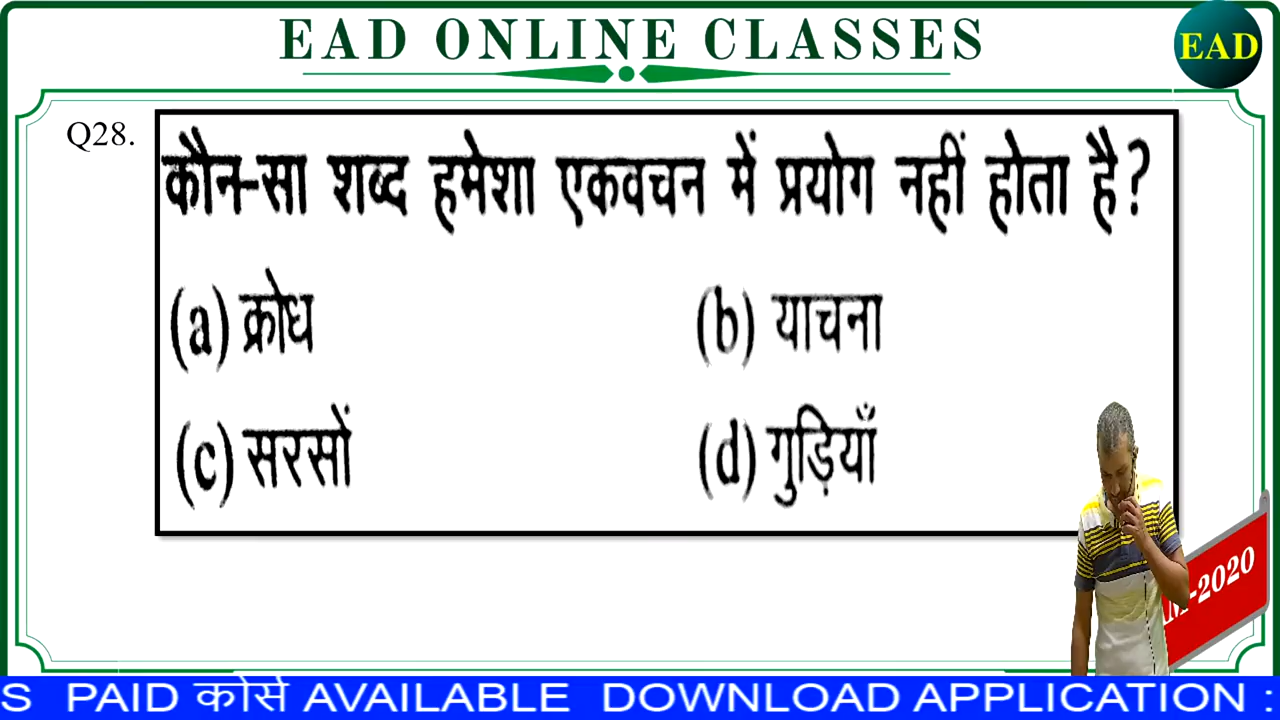 EAD ONLINE CLASSES
EAD
Q28.
कौन-सा शब्द हमेशा एकवचन में प्रयोग नहीं होता है?
(a) क्रोध (b) याचना
(c) सरसों (d) गुड़ियाँ
-2020
S PAID कोर्स AVAILABLE DOWNLOAD APPLICATION :